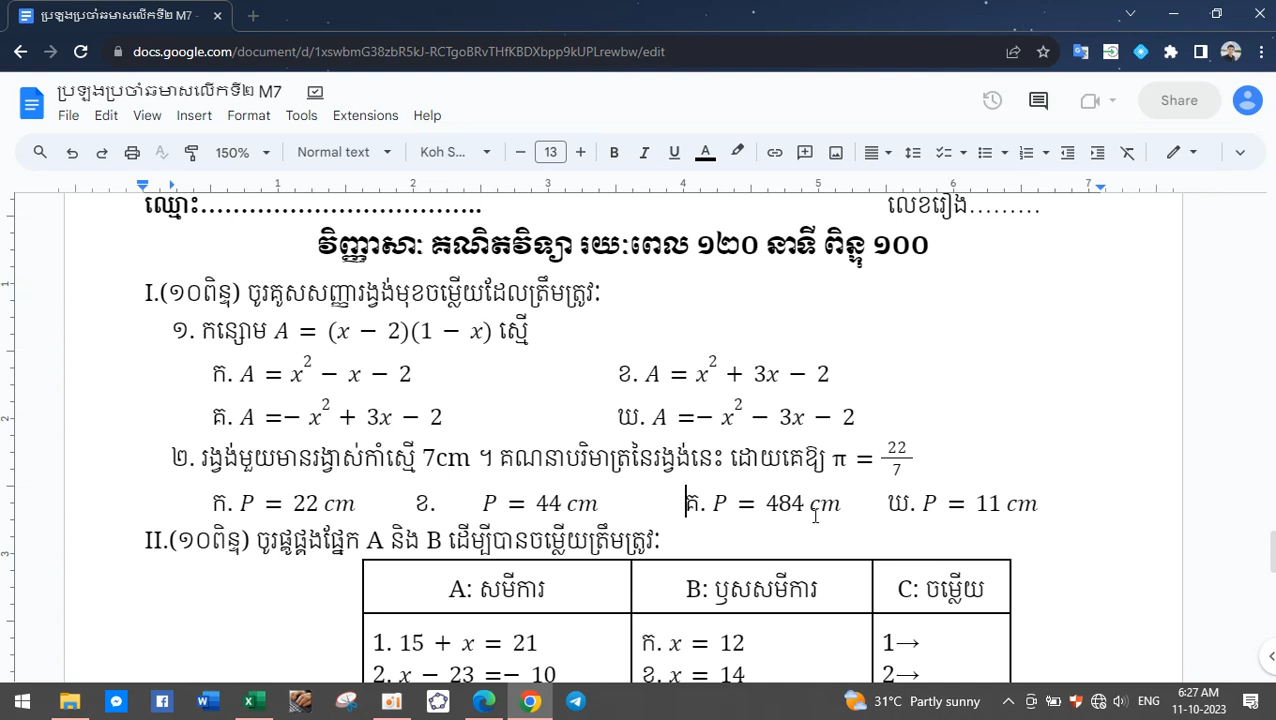 ប្រឡងប្រចាំឆមាសលើកទី២ M7
docs.google.com/document/d/1xswbmG38zbR5kJ-RCTgoBRvTHfKBDXbpp9kUPLrewbw/edit
ប្រឡងប្រចាំឆមាសលើកទី២ M7
Share
File Edit View Insert Format Tools Extensions Help
150% Normal text Koh S... 13
1 2 3 4 5 6 7
ឈ្មោះ.................................. លេខរៀង.........
វិញ្ញាសា: គណិតវិទ្យា រយ:ពេល ១២០ នាទី ពិន្ទុ ១០០
I.(១០ពិន្ទុ) ចូរគូសសញ្ញារង្វង់មុខចម្លើយដែលត្រឹមត្រូវ:
១. កន្សោម A = (x − 2)(1 − x) ស្មើ
ក. A = x² − x − 2 ខ. A = x² + 3x − 2
គ. A =− x² + 3x − 2 ឃ. A =− x² − 3x − 2
២. រង្វង់មួយមានរង្វាស់កាំស្មើ 7cm ។ គណនាបរិមាត្រនៃរង្វង់នេះ ដោយគេឱ្យ π = 22/7
ក. P = 22 cm ខ. P = 44 cm គ. P = 484 cm ឃ. P = 11 cm
II.(១០ពិន្ទុ) ចូរផ្គូផ្គងផ្នែក A និង B ដើម្បីបានចម្លើយត្រឹមត្រូវ:
A: សមីការ B: ឫសសមីការ C: ចម្លើយ
1. 15 + x = 21 ក. x = 12 1→
2. x − 23 =− 10 ខ. x = 14 2→
31°C Partly sunny ENG 6:27 AM
11-10-2023